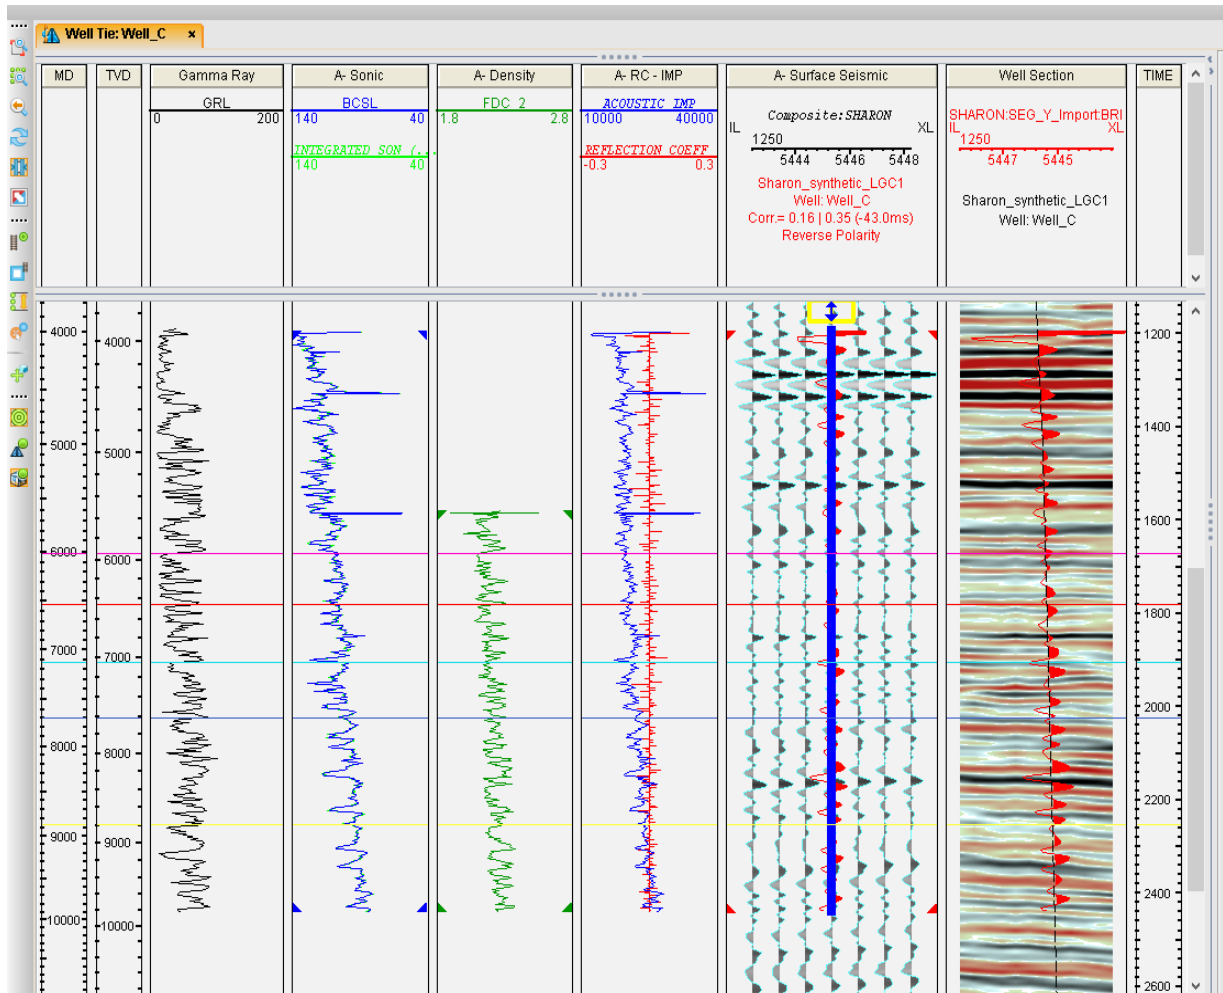 Well Tie: Well_C ×
MD
TVD
Gamma Ray
A- Sonic
A- Density
A- RC - IMP
A- Surface Seismic
Well Section
TIME
GRL
0 200
BCSL
140 40
INTEGRATED SON (...
140 40
FDC_2
1.8 2.8
ACOUSTIC IMP
10000 40000
REFLECTION COEFF
-0.3 0.3
Composite:SHARON
IL XL
1250
5444 5446 5448
Sharon_synthetic_LGC1
Well: Well_C
Corr.= 0.16 | 0.35 (-43.0ms)
Reverse Polarity
SHARON:SEG_Y_Import:BRI
IL XL
1250
5447 5445
Sharon_synthetic_LGC1
Well: Well_C
4000
5000
6000
7000
8000
9000
10000
4000
5000
6000
7000
8000
9000
10000
1200
1400
1600
1800
2000
2200
2400
2600